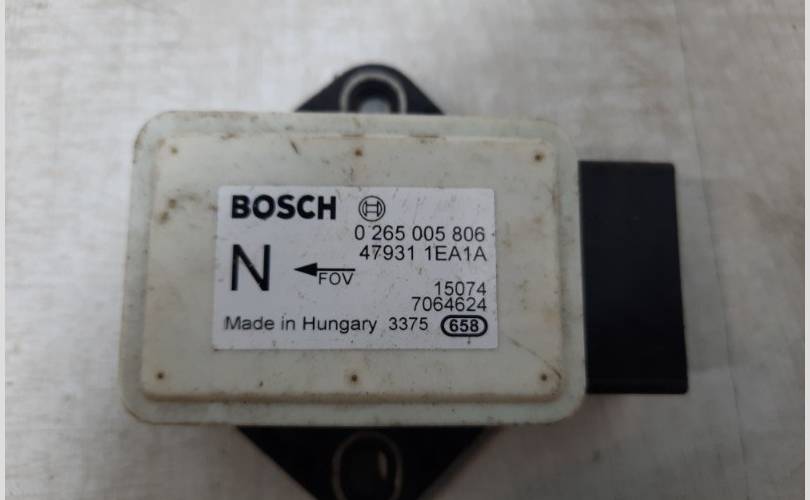 BOSCH
0 265 005 806
47931 1EA1A
N
FOV
15074
7064624
Made in Hungary 3375 658